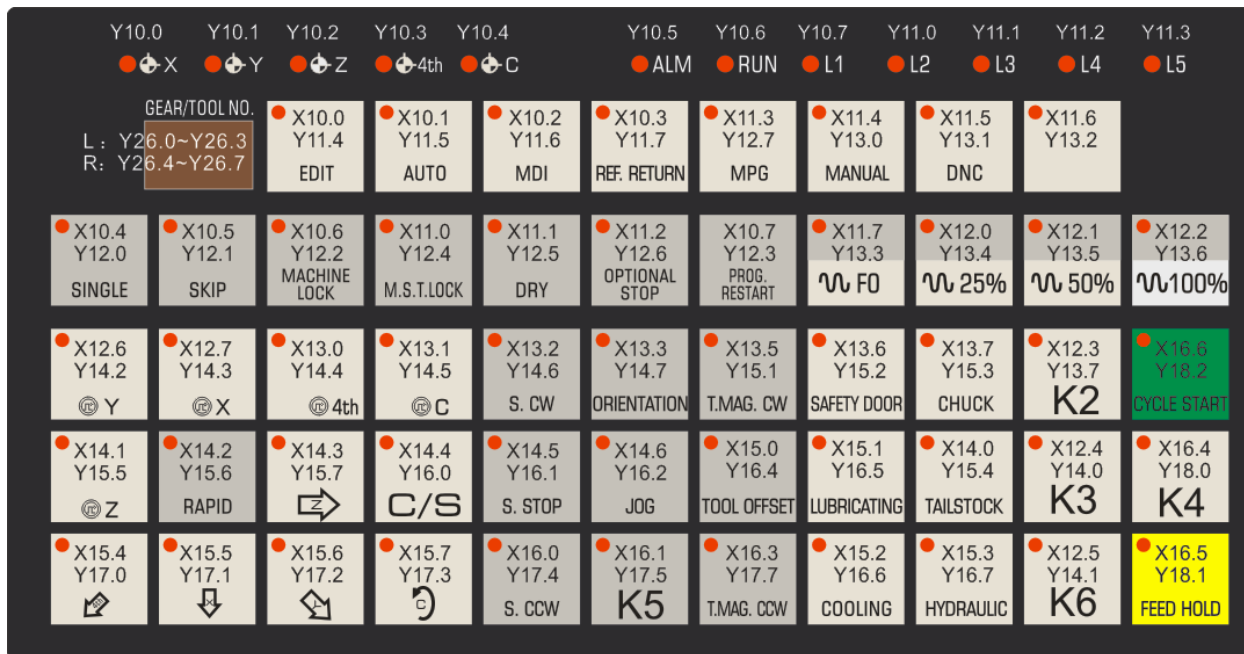 Y10.0 Y10.1 Y10.2 Y10.3 Y10.4 Y10.5 Y10.6 Y10.7 Y11.0 Y11.1 Y11.2 Y11.3
X Y Z 4th C ALM RUN L1 L2 L3 L4 L5
GEAR/TOOL NO.
L : Y26.0~Y26.3
R: Y26.4~Y26.7
X10.0 X10.1 X10.2 X10.3 X11.3 X11.4 X11.5 X11.6
Y11.4 Y11.5 Y11.6 Y11.7 Y12.7 Y13.0 Y13.1 Y13.2
EDIT AUTO MDI REF. RETURN MPG MANUAL DNC
X10.4 X10.5 X10.6 X11.0 X11.1 X11.2 X10.7 X11.7 X12.0 X12.1 X12.2
Y12.0 Y12.1 Y12.2 Y12.4 Y12.5 Y12.6 Y12.3 Y13.3 Y13.4 Y13.5 Y13.6
SINGLE SKIP MACHINE LOCK M.S.T.LOCK DRY OPTIONAL STOP PROG. RESTART F0 25% 50% 100%
X12.6 X12.7 X13.0 X13.1 X13.2 X13.3 X13.5 X13.6 X13.7 X12.3 X16.6
Y14.2 Y14.3 Y14.4 Y14.5 Y14.6 Y14.7 Y15.1 Y15.2 Y15.3 Y13.7 Y18.2
Y X 4th C S. CW ORIENTATION T.MAG. CW SAFETY DOOR CHUCK K2 CYCLE START
X14.1 X14.2 X14.3 X14.4 X14.5 X14.6 X15.0 X15.1 X14.0 X12.4 X16.4
Y15.5 Y15.6 Y15.7 Y16.0 Y16.1 Y16.2 Y16.4 Y16.5 Y15.4 Y14.0 Y18.0
Z RAPID Z C/S S. STOP JOG TOOL OFFSET LUBRICATING TAILSTOCK K3 K4
X15.4 X15.5 X15.6 X15.7 X16.0 X16.1 X16.3 X15.2 X15.3 X12.5 X16.5
Y17.0 Y17.1 Y17.2 Y17.3 Y17.4 Y17.5 Y17.7 Y16.6 Y16.7 Y14.1 Y18.1
4th X Y C S. CCW K5 T.MAG. CCW COOLING HYDRAULIC K6 FEED HOLD